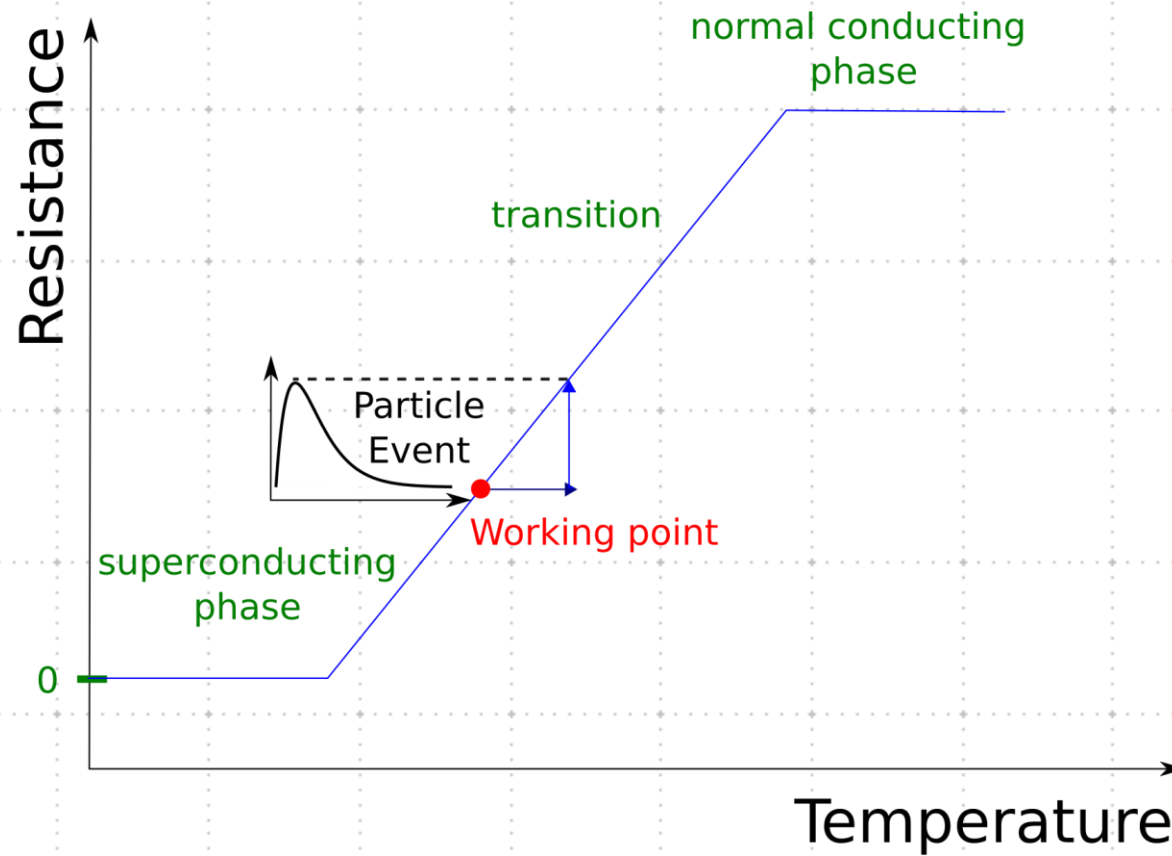 normal conducting
phase
Resistance
transition
Particle
Event
Working point
superconducting
phase
0
Temperature